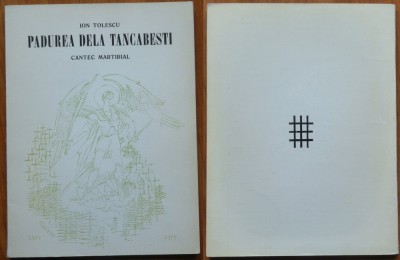 ION TOLESCU
PADUREA DELA TANCABESTI
CANTEC MARTIRIAL